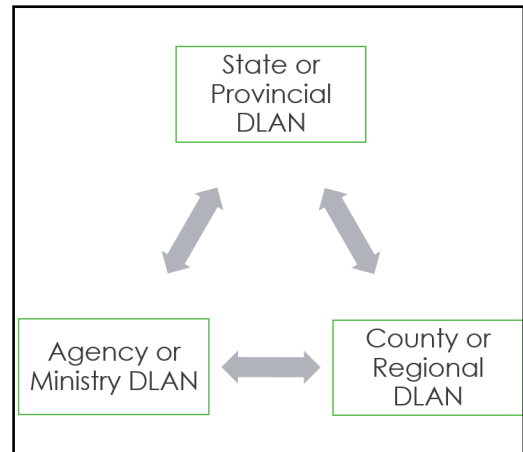 State or
Provincial
DLAN
Agency or
Ministry DLAN
County or
Regional
DLAN